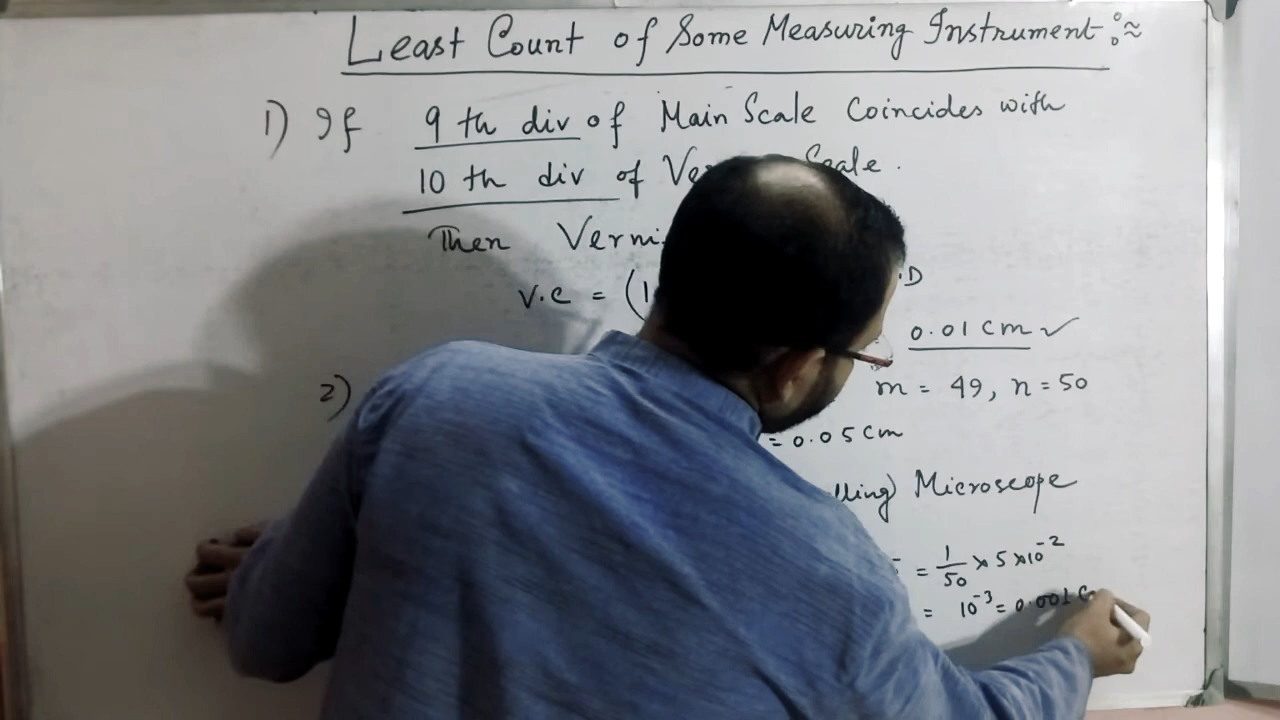 Least Count of Some Measuring Instrument :≈
1) If 9 th div of Main Scale Coincides with
10 th div of Scale.
Then
V.C = (1 .D
0.01 cm ✓
2) m = 49, n = 50
= 0.05 cm
lling) Microscope
= 1/50 × 5 × 10⁻²
= 10⁻³ = 0.001 c